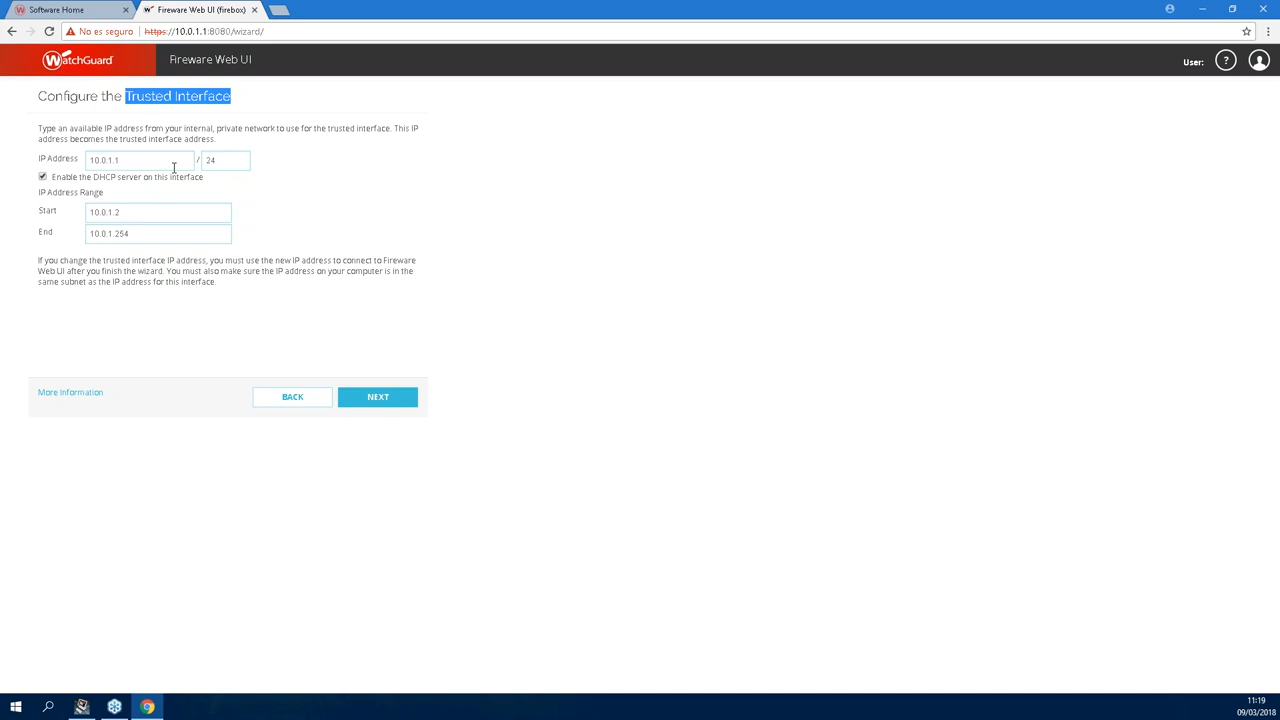 Software Home
Fireware Web UI (firebox)
No es seguro
https://10.0.1.1:8080/wizard/
WatchGuard
Fireware Web UI
User:
?
Configure the Trusted Interface
Type an available IP address from your internal, private network to use for the trusted interface. This IP
address becomes the trusted interface address.
IP Address 10.0.1.1 / 24
Enable the DHCP server on this interface
IP Address Range
Start 10.0.1.2
End 10.0.1.254
If you change the trusted interface IP address, you must use the new IP address to connect to Fireware
Web UI after you finish the wizard. You must also make sure the IP address on your computer is in the
same subnet as the IP address for this interface.
More Information
BACK
NEXT
11:19
09/03/2018